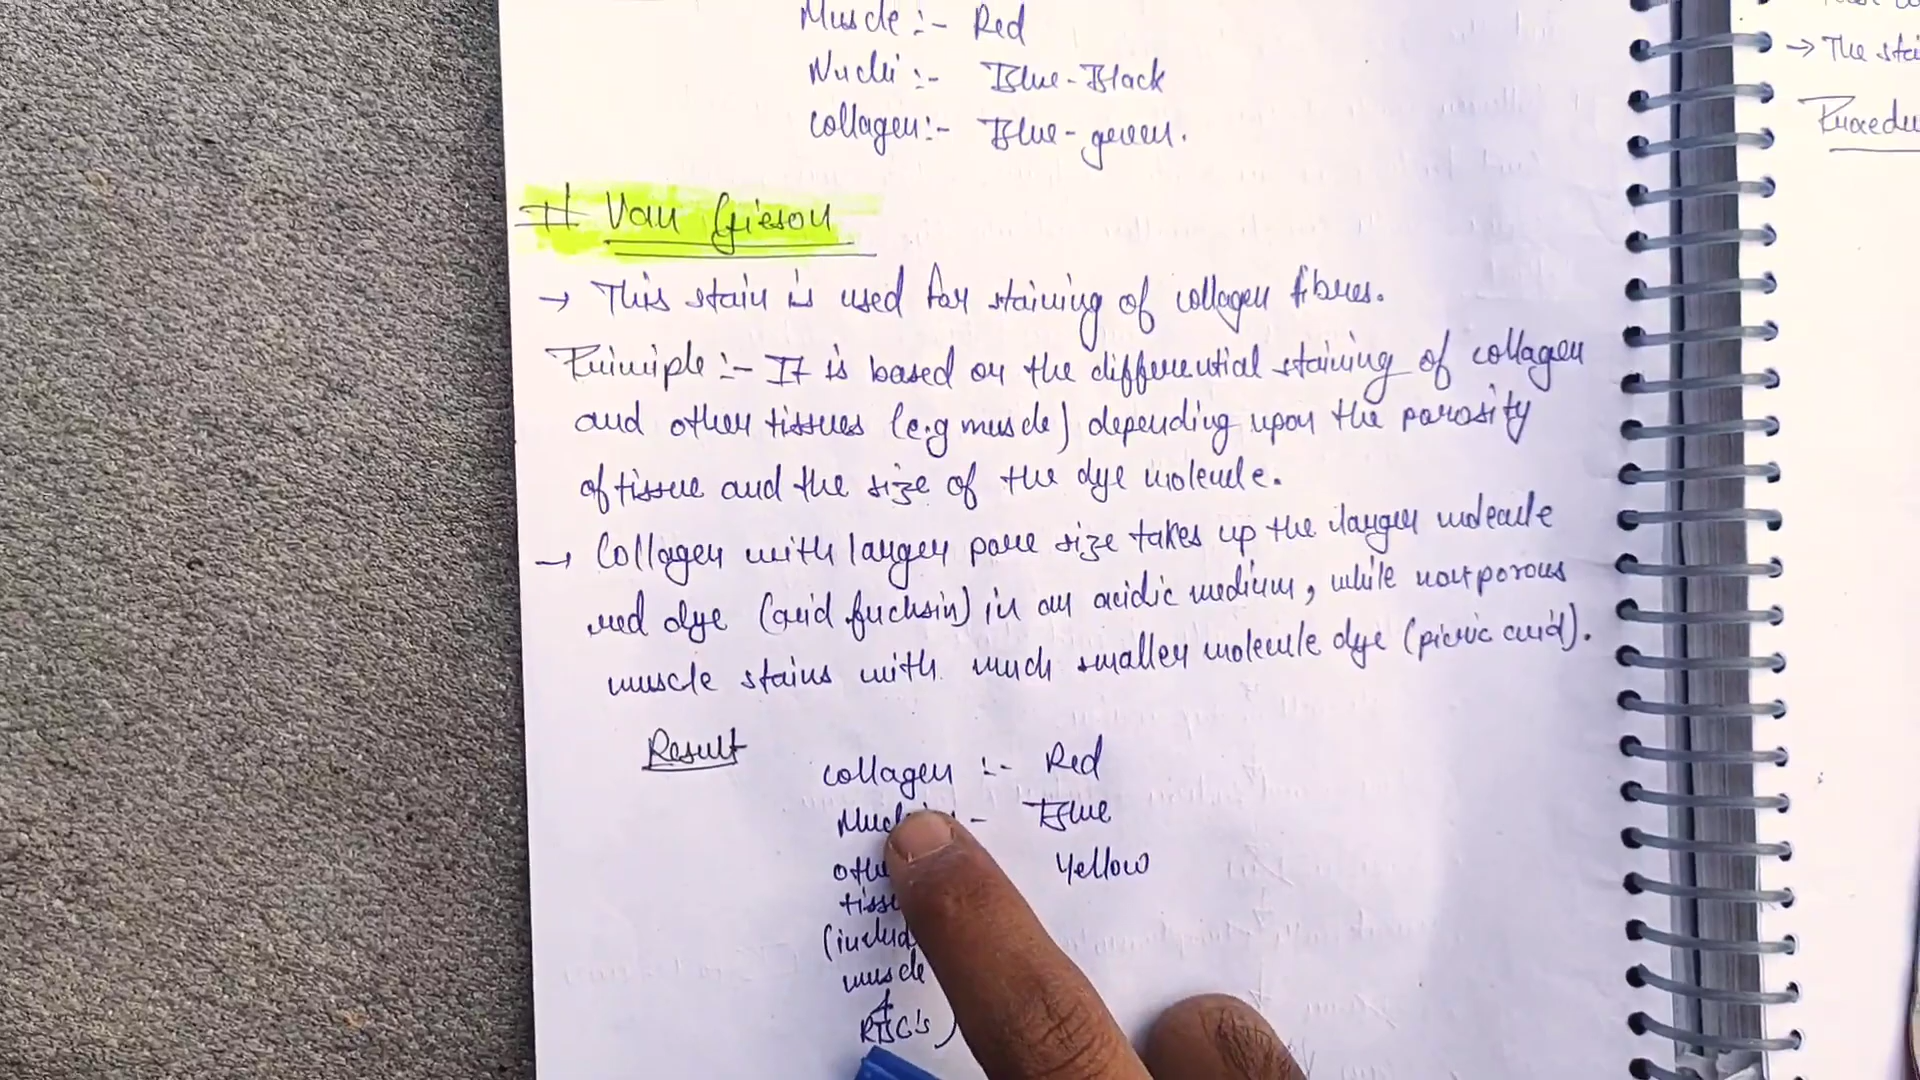 Muscle :- Red
Nuclei :- Blue-Black
Collagen:- Blue-green.
# Van Gieson
→ This stain is used for staining of collagen fibres.
Principle :- It is based on the differential staining of collagen
and other tissues (e.g muscle) depending upon the porosity
of tissue and the size of the dye molecule.
→ Collagen with larger pore size takes up the larger molecule
red dye (acid fuchsin) in an acidic medium, while nonporous
muscle stains with much smaller molecule dye (picric acid).
Result
Collagen :- Red
- Blue
Yellow
muscle
&
RBC's)
→ The